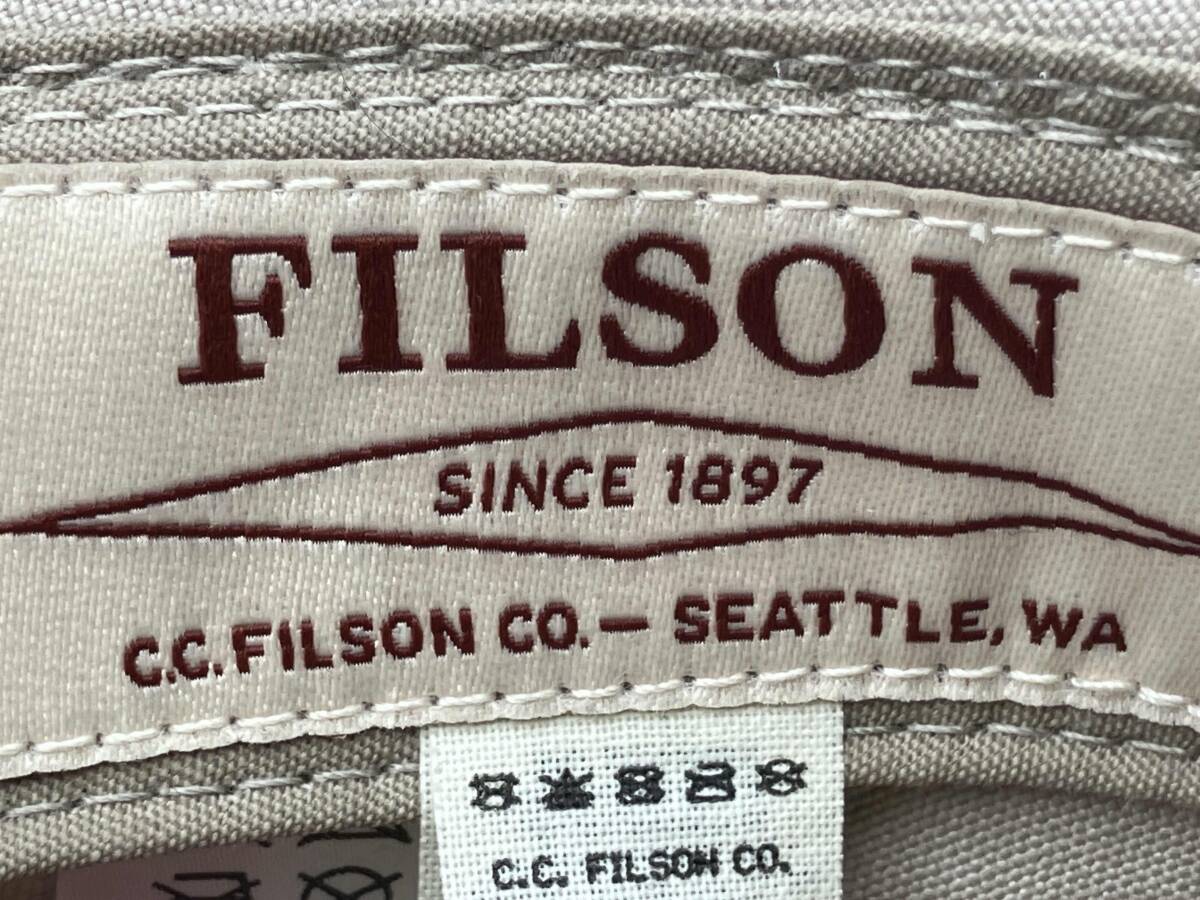 FILSON
SINCE 1897
C.C. FILSON CO. — SEATTLE, WA
C.C. FILSON CO.